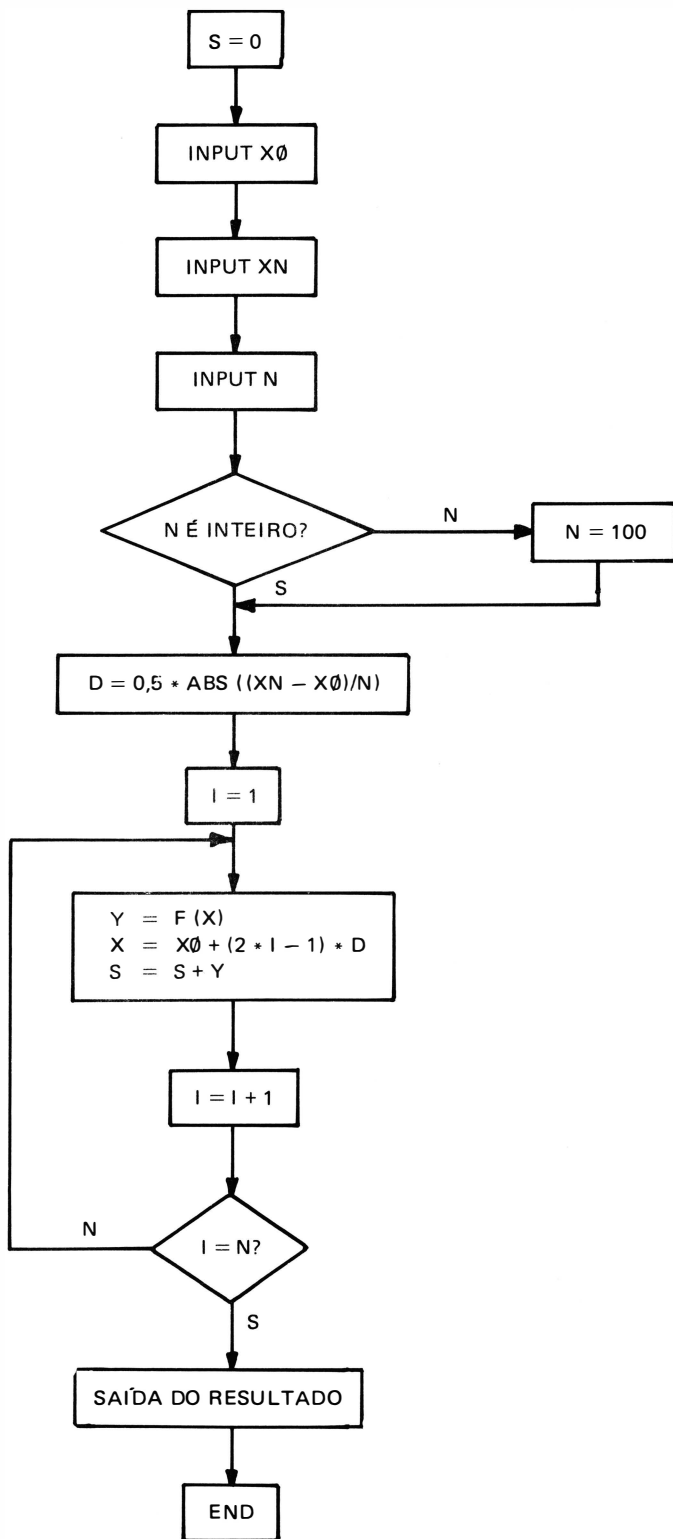 S = 0
INPUT XØ
INPUT XN
INPUT N
N É INTEIRO?
N
N = 100
S
D = 0,5 * ABS ((XN – XØ)/N)
I = 1
Y = F (X)
X = XØ + (2 * I – 1) * D
S = S + Y
I = I + 1
N
I = N?
S
SAÍDA DO RESULTADO
END